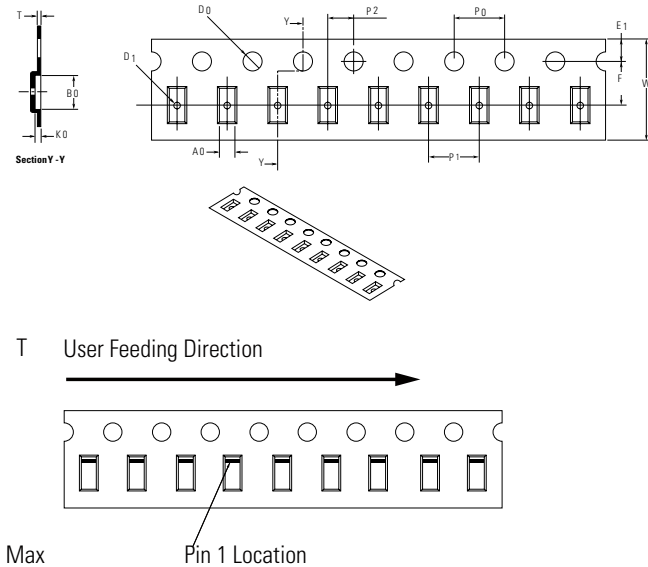 T
D0
Y
P2
P0
E1
D1
F
B0
W
K0
A0
Y
P1
Section Y - Y
T User Feeding Direction
Max Pin 1 Location